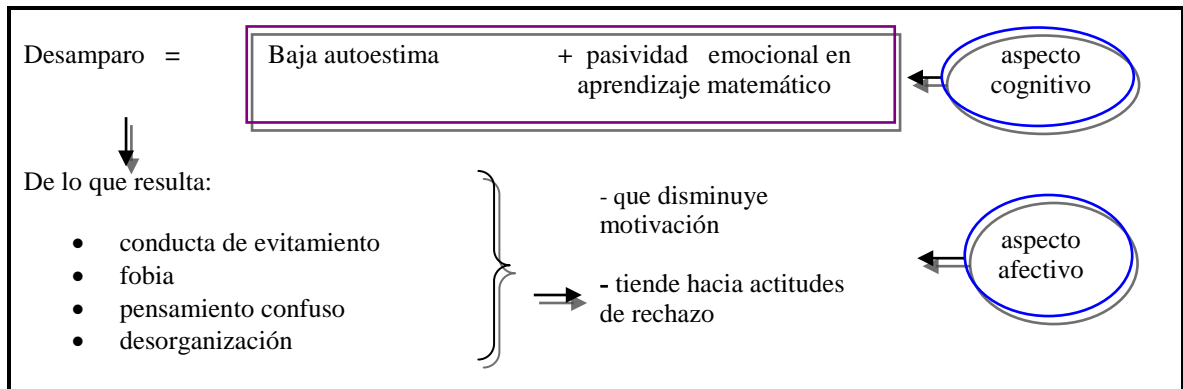 Desamparo =
Baja autoestima + pasividad emocional en
aprendizaje matemático
aspecto
cognitivo
De lo que resulta:
• conducta de evitamiento
• fobia
• pensamiento confuso
• desorganización
- que disminuye
motivación
- tiende hacia actitudes
de rechazo
aspecto
afectivo